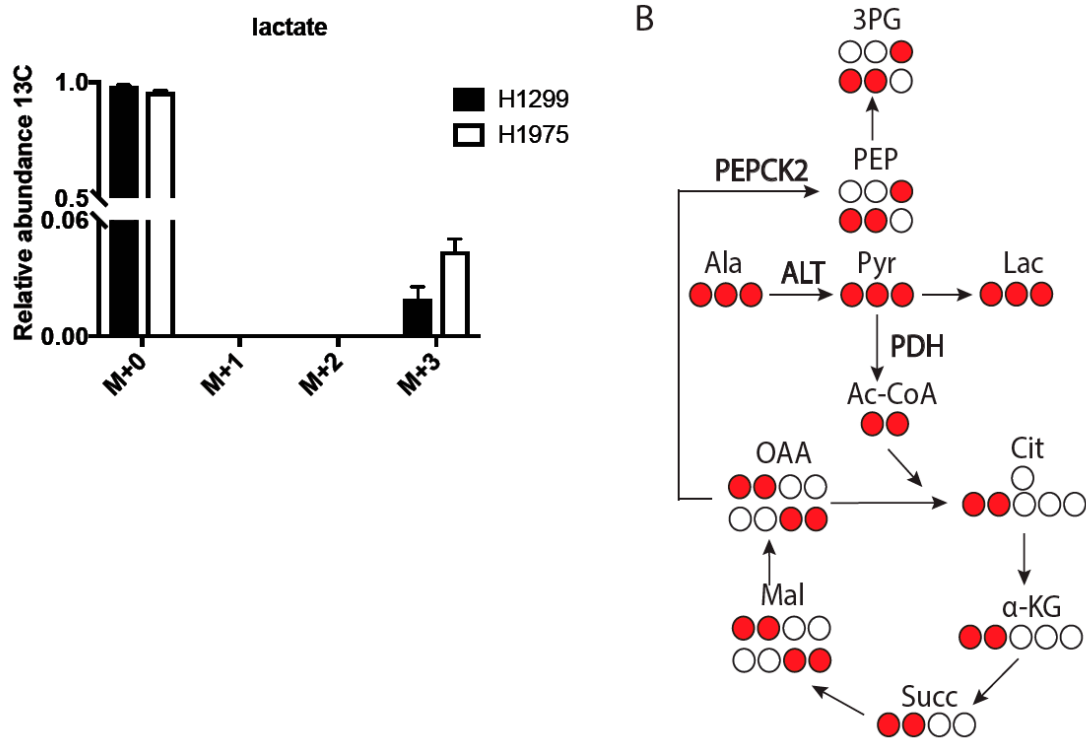 lactate
Relative abundance 13C
1.0
0.5
0.06
0.00
M+0
M+1
M+2
M+3
H1299
H1975
B
3PG
PEP
PEPCK2
Ala
ALT
Pyr
Lac
PDH
Ac-CoA
OAA
Cit
Mal
α-KG
Succ